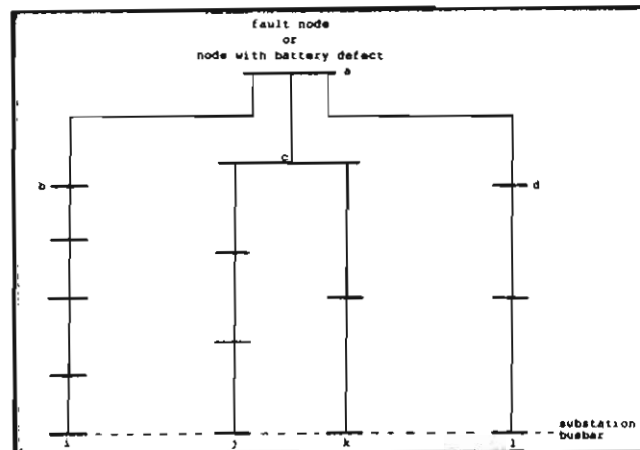 fault node
or
node with battery defect
a
c
b
d
substation
busbar
i
j
k
l